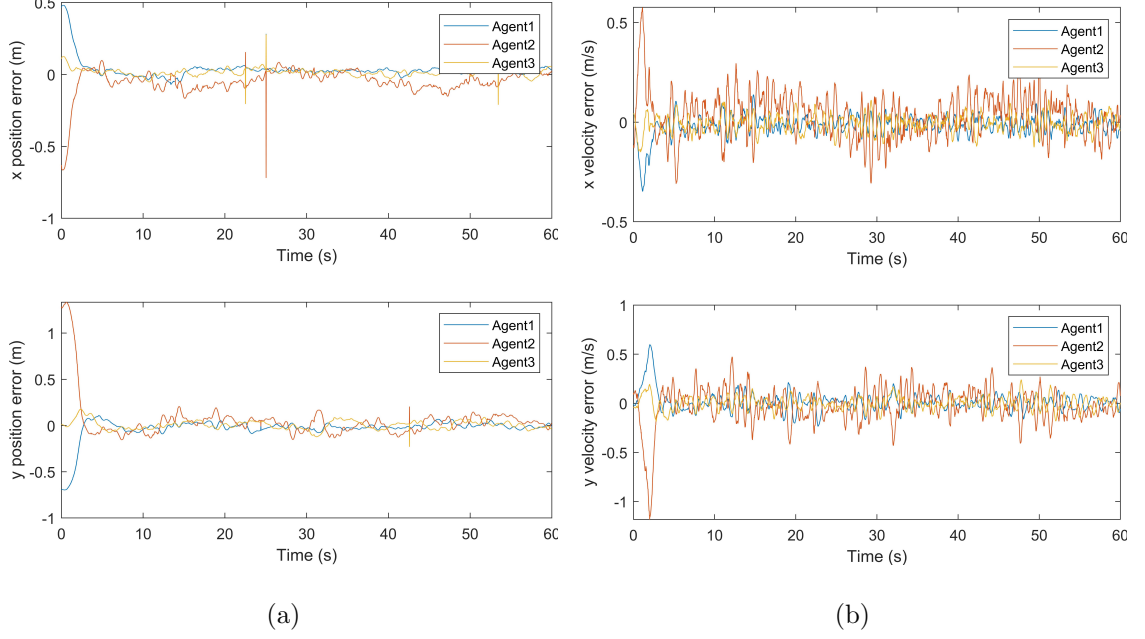 0.5
0
-0.5
-1
x position error (m)
Agent1
Agent2
Agent3
0 10 20 30 40 50 60
Time (s)
0.5
0
-0.5
x velocity error (m/s)
Agent1
Agent2
Agent3
0 10 20 30 40 50 60
Time (s)
1
0.5
0
-0.5
-1
y position error (m)
Agent1
Agent2
Agent3
0 10 20 30 40 50 60
Time (s)
1
0.5
0
-0.5
-1
y velocity error (m/s)
Agent1
Agent2
Agent3
0 10 20 30 40 50 60
Time (s)
(a)
(b)